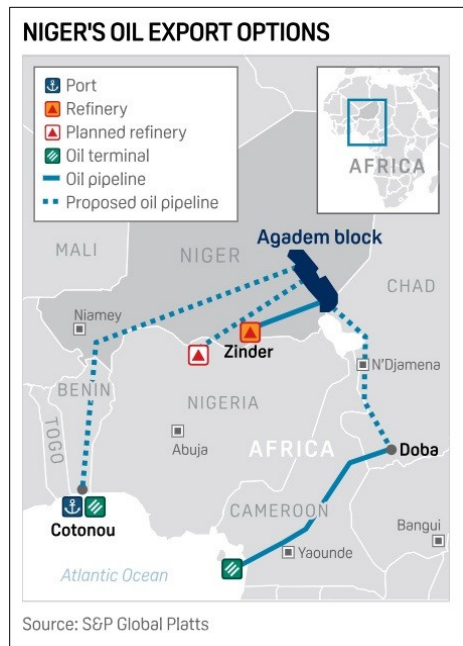 NIGER'S OIL EXPORT OPTIONS
Port
Refinery
Planned refinery
Oil terminal
Oil pipeline
Proposed oil pipeline
AFRICA
Agadem block
MALI
NIGER
CHAD
Niamey
Zinder
N'Djamena
BENIN
NIGERIA
TOGO
Abuja
AFRICA
Doba
Cotonou
CAMEROON
Bangui
Yaounde
Atlantic Ocean
Source: S&P Global Platts